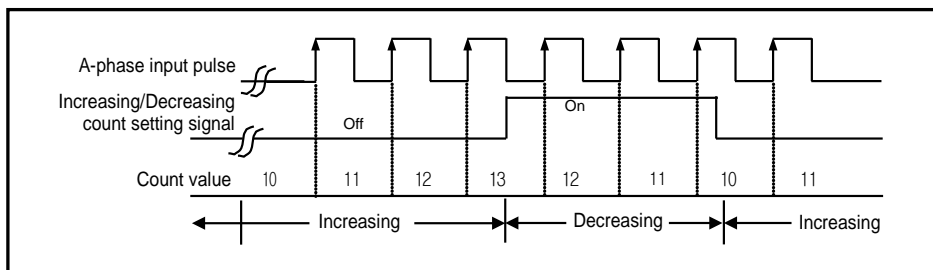 A-phase input pulse
Increasing/Decreasing
count setting signal
Off
On
Count value 10 11 12 13 12 11 10 11
Increasing Decreasing Increasing